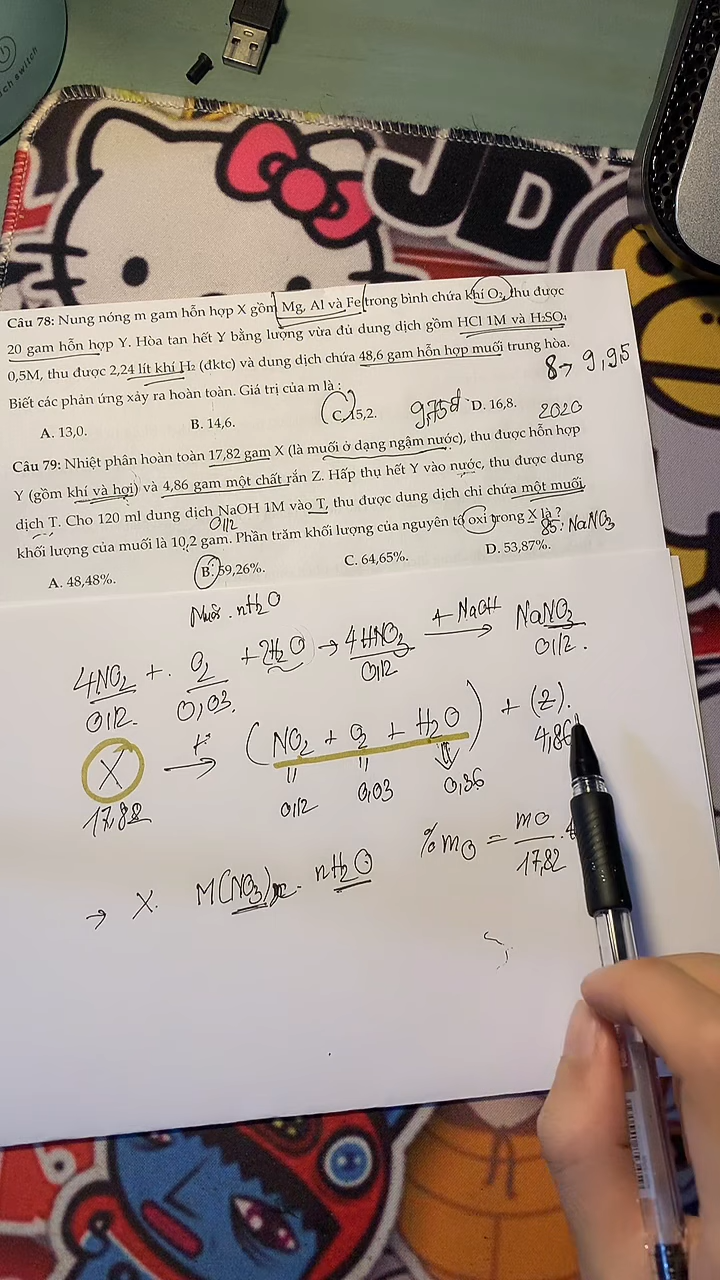 ch switch
JD
Câu 78: Nung nóng m gam hỗn hợp X gồm Mg, Al và Fe trong bình chứa khí O₂, thu được
20 gam hỗn hợp Y. Hòa tan hết Y bằng lượng vừa đủ dung dịch gồm HCl 1M và H₂SO₄
0,5M, thu được 2,24 lít khí H₂ (đktc) và dung dịch chứa 48,6 gam hỗn hợp muối trung hòa.
Biết các phản ứng xảy ra hoàn toàn. Giá trị của m là :
8 → 9,95
A. 13,0. B. 14,6. C. 15,2. 9,75đ D. 16,8. 2020
Câu 79: Nhiệt phân hoàn toàn 17,82 gam X (là muối ở dạng ngậm nước), thu được hỗn hợp
Y (gồm khí và hơi) và 4,86 gam một chất rắn Z. Hấp thụ hết Y vào nước, thu được dung
dịch T. Cho 120 ml dung dịch NaOH 1M vào T, thu được dung dịch chỉ chứa một muối,
0,12
khối lượng của muối là 10,2 gam. Phần trăm khối lượng của nguyên tố oxi trong X là ?
85: NaNO₃
A. 48,48%. B. 59,26%. C. 64,65%. D. 53,87%.
Muối . nH₂O
4NO₂ + O₂ + 2H₂O → 4HNO₃ + NaOH → NaNO₃
0,12 0,03 0,12 0,12
X t° → (NO₂ + O₂ + H₂O) + (Z).
17,82 0,12 0,03 0,36 4,86
%mO = mO / 17,82
→ X. M(NO₃)x . nH₂O